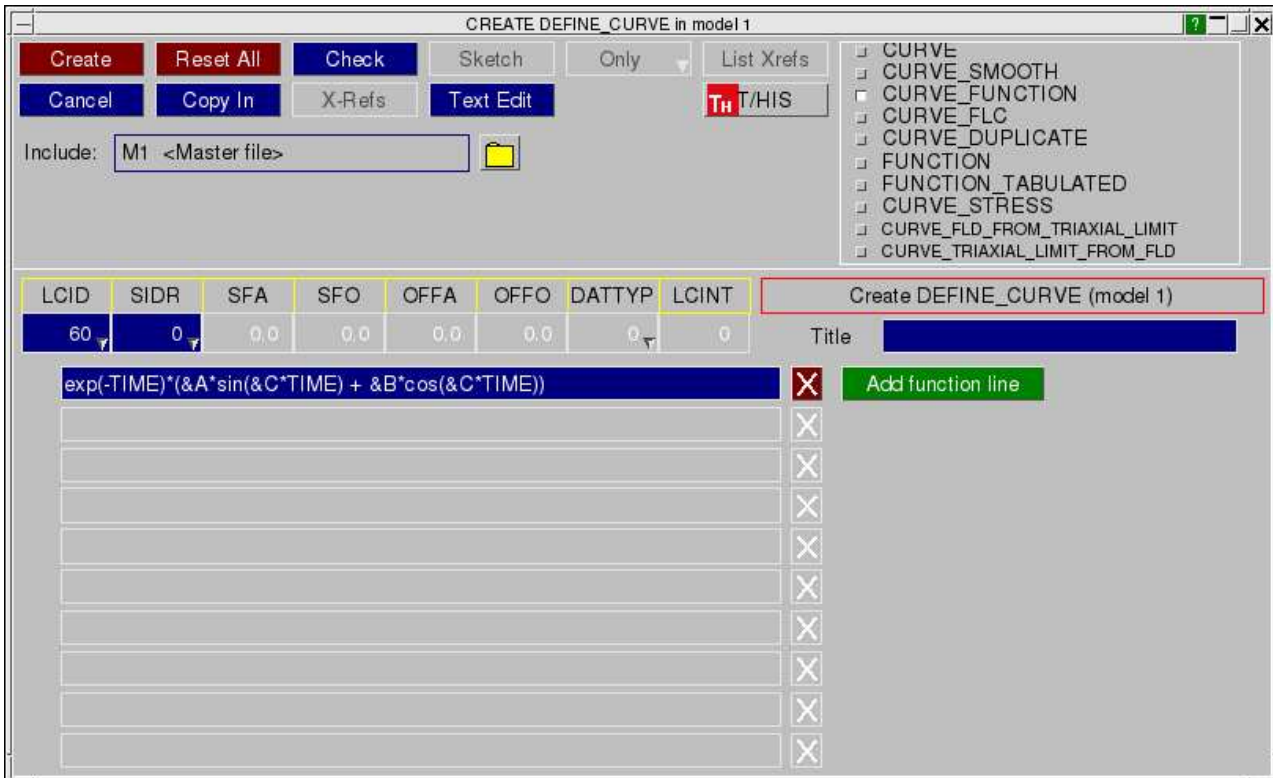 CREATE DEFINE_CURVE in model 1 ?
Create Reset All Check Sketch Only List Xrefs
Cancel Copy In X-Refs Text Edit TH T/HIS
Include: M1 <Master file>
CURVE
CURVE_SMOOTH
CURVE_FUNCTION
CURVE_FLC
CURVE_DUPLICATE
FUNCTION
FUNCTION_TABULATED
CURVE_STRESS
CURVE_FLD_FROM_TRIAXIAL_LIMIT
CURVE_TRIAXIAL_LIMIT_FROM_FLD
LCID SIDR SFA SFO OFFA OFFO DATTYP LCINT Create DEFINE_CURVE (model 1)
60 0 0.0 0.0 0.0 0.0 0 0 Title
exp(-TIME)*(&A*sin(&C*TIME) + &B*cos(&C*TIME)) X Add function line
X
X
X
X
X
X
X
X
X